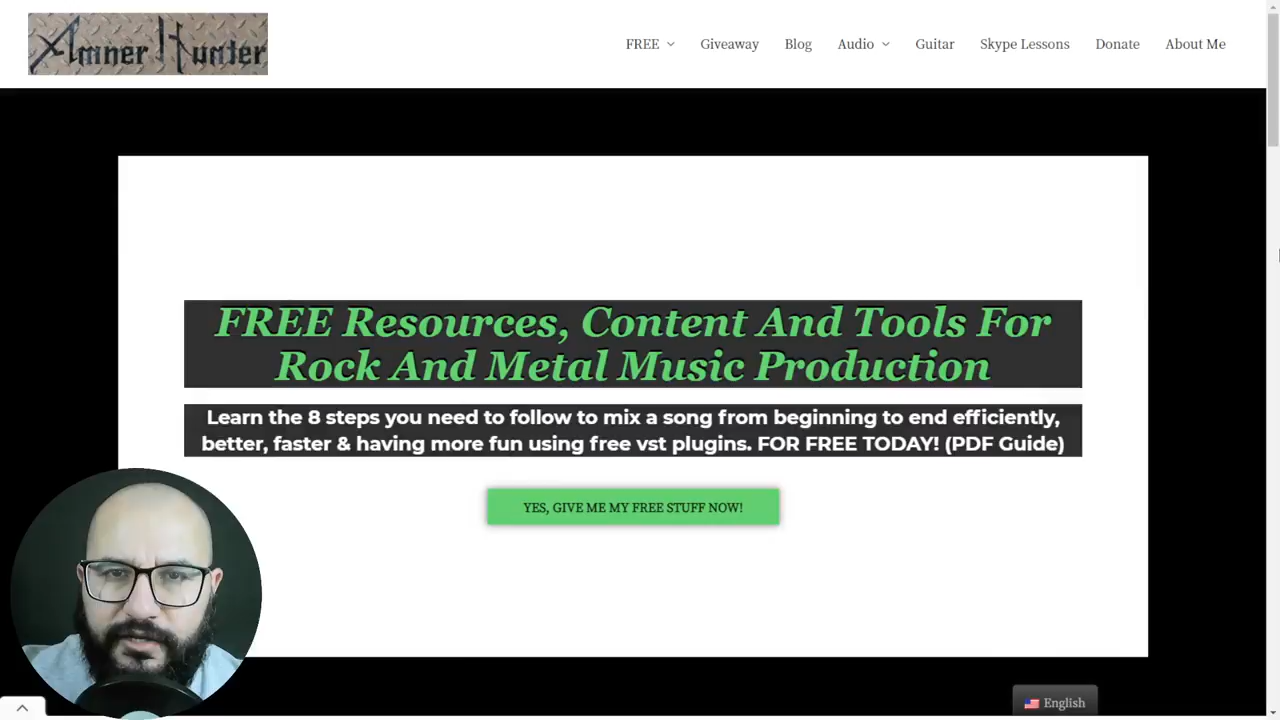 Amner Hunter
FREE Giveaway Blog Audio Guitar Skype Lessons Donate About Me
FREE Resources, Content And Tools For
Rock And Metal Music Production
Learn the 8 steps you need to follow to mix a song from beginning to end efficiently,
better, faster & having more fun using free vst plugins. FOR FREE TODAY! (PDF Guide)
YES, GIVE ME MY FREE STUFF NOW!
English